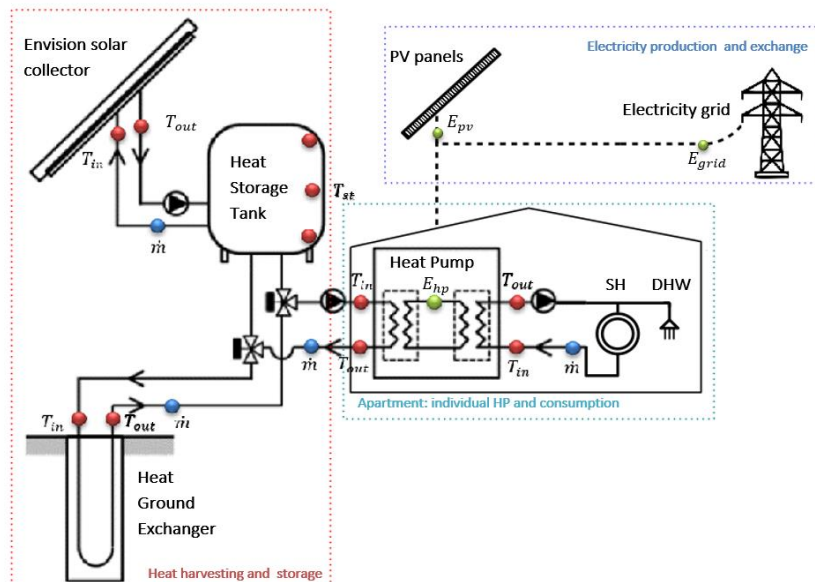 Envision solar
collector
T_in
T_out
ṁ
Heat
Storage
Tank
T_st
PV panels
Electricity production and exchange
Electricity grid
E_pv
E_grid
Heat Pump
T_in
E_hp
T_out
SH
DHW
ṁ
T_out
T_in
ṁ
Apartment: individual HP and consumption
T_in
T_out
ṁ
Heat
Ground
Exchanger
Heat harvesting and storage